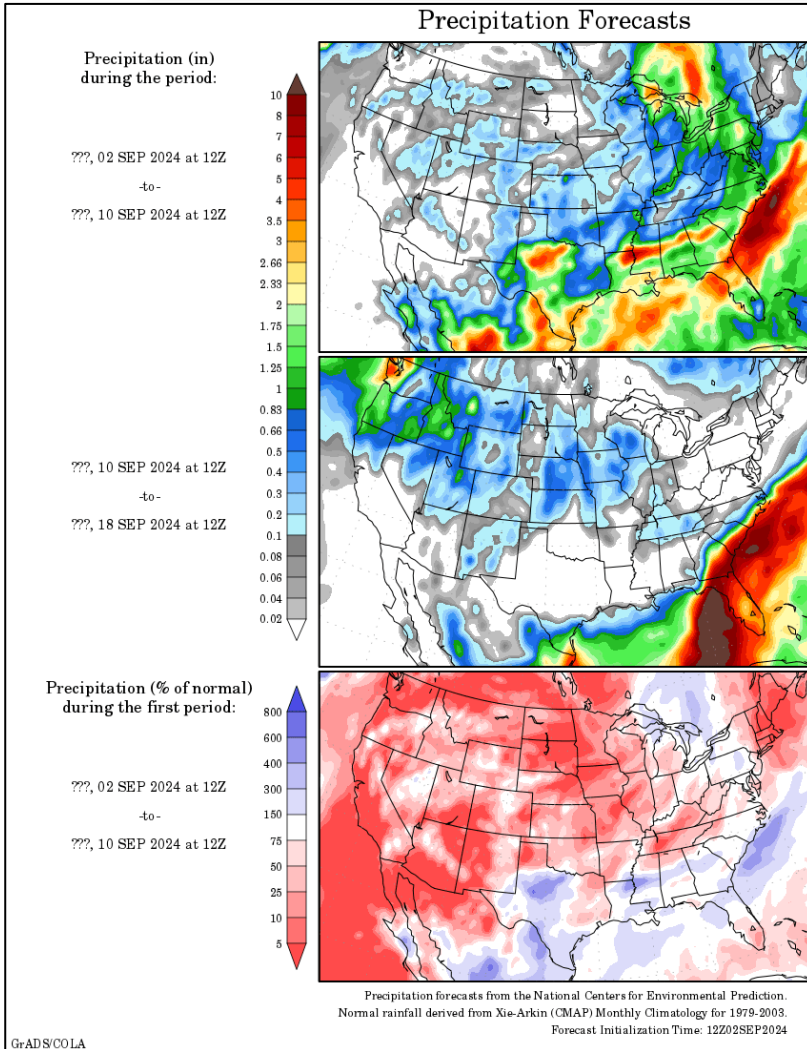 Precipitation Forecasts
Precipitation (in)
during the period:
???, 02 SEP 2024 at 12Z
-to-
???, 10 SEP 2024 at 12Z
10
8
7
6
5
4
3.5
3
2.66
2.33
2
1.75
1.5
1.25
1
0.83
0.66
0.5
0.4
0.3
0.2
0.1
0.08
0.06
0.04
0.02
???, 10 SEP 2024 at 12Z
-to-
???, 18 SEP 2024 at 12Z
Precipitation (% of normal)
during the first period:
???, 02 SEP 2024 at 12Z
-to-
???, 10 SEP 2024 at 12Z
800
600
400
300
150
75
50
25
10
5
Precipitation forecasts from the National Centers for Environmental Prediction.
Normal rainfall derived from Xie-Arkin (CMAP) Monthly Climatology for 1979-2003.
Forecast Initialization Time: 12Z02SEP2024
GrADS/COLA